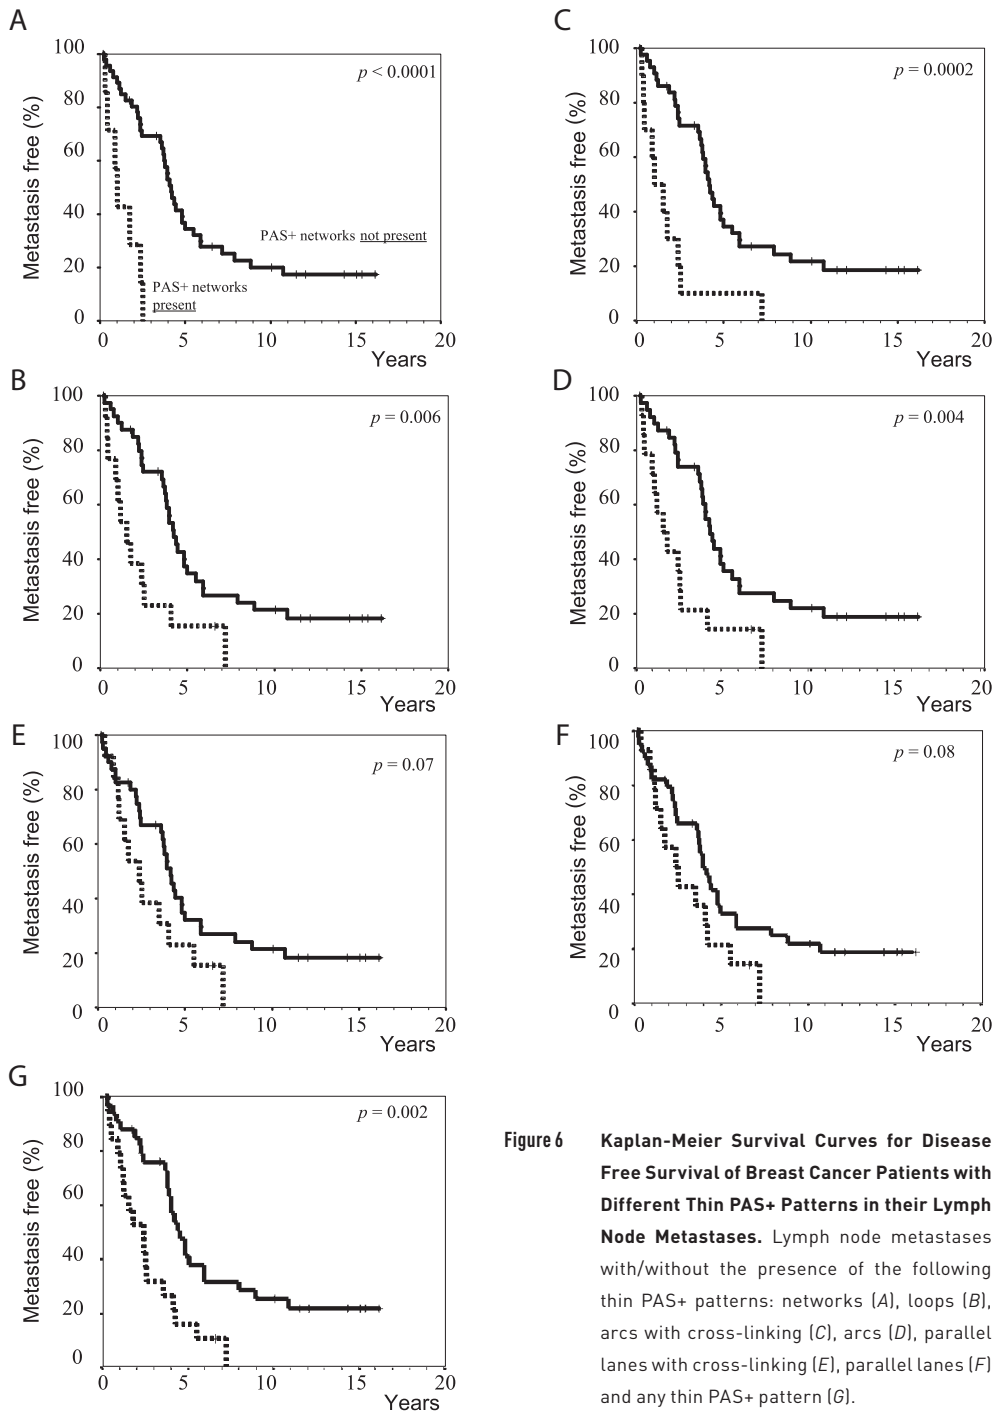 A
Metastasis free (%)
100
80
60
40
20
0
p < 0.0001
PAS+ networks not present
PAS+ networks
present
0 5 10 15 20
Years
C
Metastasis free (%)
100
80
60
40
20
0
p = 0.0002
0 5 10 15 20
Years
B
Metastasis free (%)
100
80
60
40
20
0
p = 0.006
0 5 10 15 20
Years
D
Metastasis free (%)
100
80
60
40
20
0
p = 0.004
0 5 10 15 20
Years
E
Metastasis free (%)
100
80
60
40
20
0
p = 0.07
0 5 10 15 20
Years
F
Metastasis free (%)
100
80
60
40
20
0
p = 0.08
0 5 10 15 20
Years
G
Metastasis free (%)
100
80
60
40
20
0
p = 0.002
0 5 10 15 20
Years
Figure 6 Kaplan-Meier Survival Curves for Disease
Free Survival of Breast Cancer Patients with
Different Thin PAS+ Patterns in their Lymph
Node Metastases. Lymph node metastases
with/without the presence of the following
thin PAS+ patterns: networks (A), loops (B),
arcs with cross-linking (C), arcs (D), parallel
lanes with cross-linking (E), parallel lanes (F)
and any thin PAS+ pattern (G).